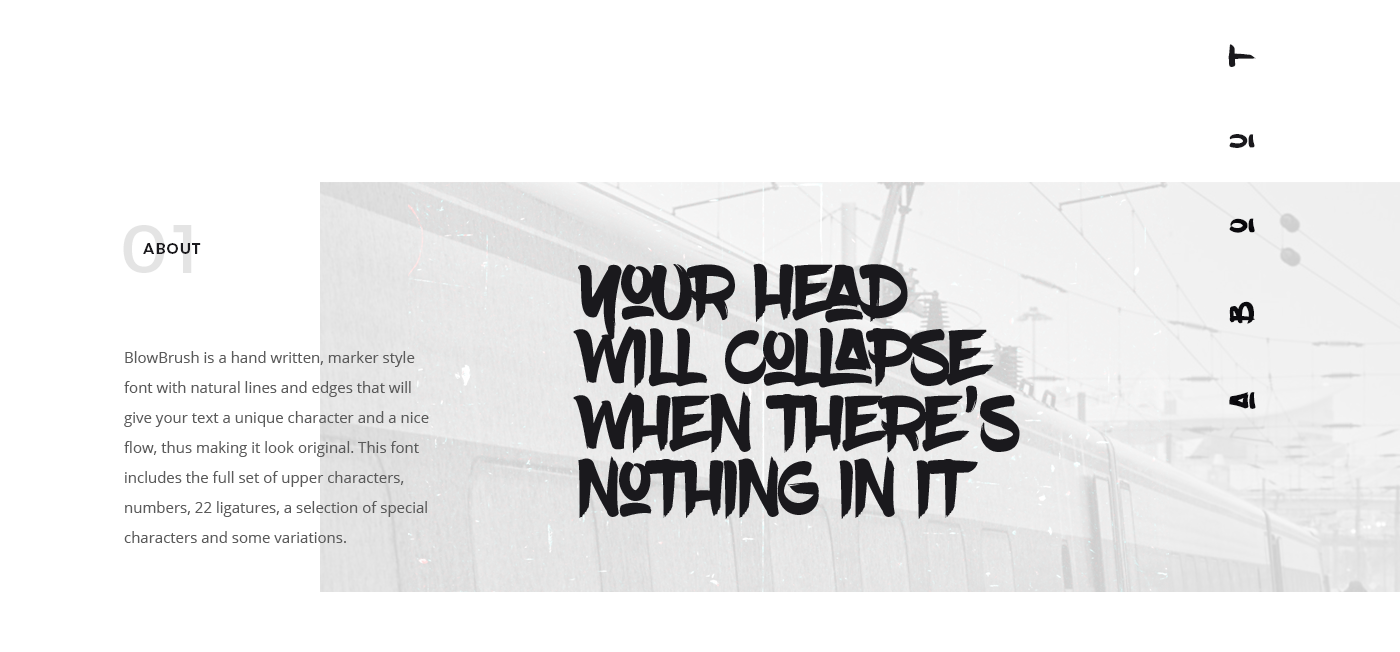 01
ABOUT
BlowBrush is a hand written, marker style
font with natural lines and edges that will
give your text a unique character and a nice
flow, thus making it look original. This font
includes the full set of upper characters,
numbers, 22 ligatures, a selection of special
characters and some variations.
YOUR HEAD
WILL COLLAPSE
WHEN THERE'S
NOTHING IN IT
ABOUT